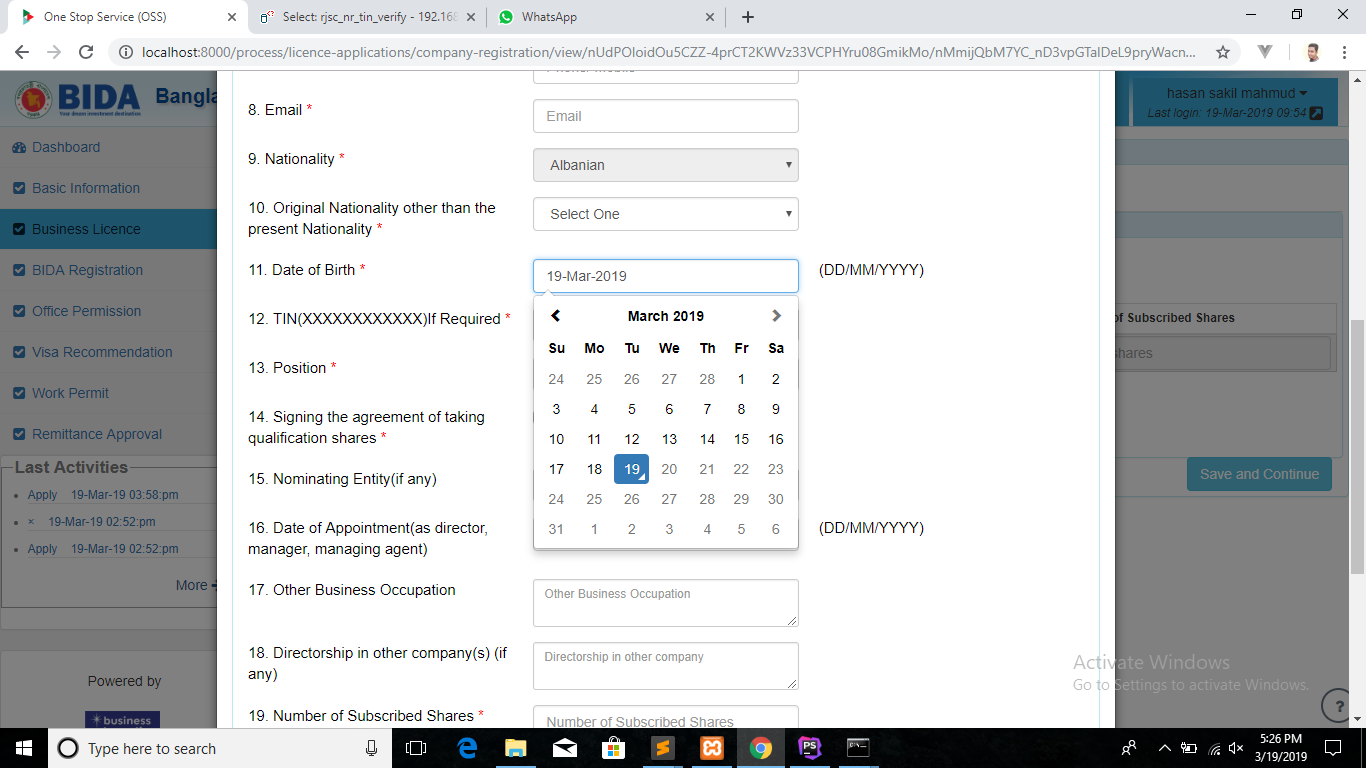 One Stop Service (OSS)
Select: rjsc_nr_tin_verify - 192.168
WhatsApp
localhost:8000/process/licence-applications/company-registration/view/nUdPOIoidOu5CZZ-4prCT2KWVz33VCPHYru08GmikMo/nMmijQbM7YC_nD3vpGTaIDeL9pryWacn...
BIDA
Your dream investment destination
Bangla
hasan sakil mahmud
Last login: 19-Mar-2019 09:54
Dashboard
Basic Information
Business Licence
BIDA Registration
Office Permission
Visa Recommendation
Work Permit
Remittance Approval
Last Activities
Apply 19-Mar-19 03:58:pm
× 19-Mar-19 02:52:pm
Apply 19-Mar-19 02:52:pm
More
Powered by
business
8. Email *
Email
9. Nationality *
Albanian
10. Original Nationality other than the
present Nationality *
Select One
11. Date of Birth *
19-Mar-2019
(DD/MM/YYYY)
March 2019
Su Mo Tu We Th Fr Sa
24 25 26 27 28 1 2
3 4 5 6 7 8 9
10 11 12 13 14 15 16
17 18 19 20 21 22 23
24 25 26 27 28 29 30
31 1 2 3 4 5 6
12. TIN(XXXXXXXXXXXX)If Required *
13. Position *
14. Signing the agreement of taking
qualification shares *
15. Nominating Entity(if any)
16. Date of Appointment(as director,
manager, managing agent)
(DD/MM/YYYY)
17. Other Business Occupation
Other Business Occupation
18. Directorship in other company(s) (if
any)
Directorship in other company
19. Number of Subscribed Shares *
Number of Subscribed Shares
of Subscribed Shares
shares
Save and Continue
Activate Windows
Go to Settings to activate Windows.
?
Type here to search
5:26 PM
3/19/2019